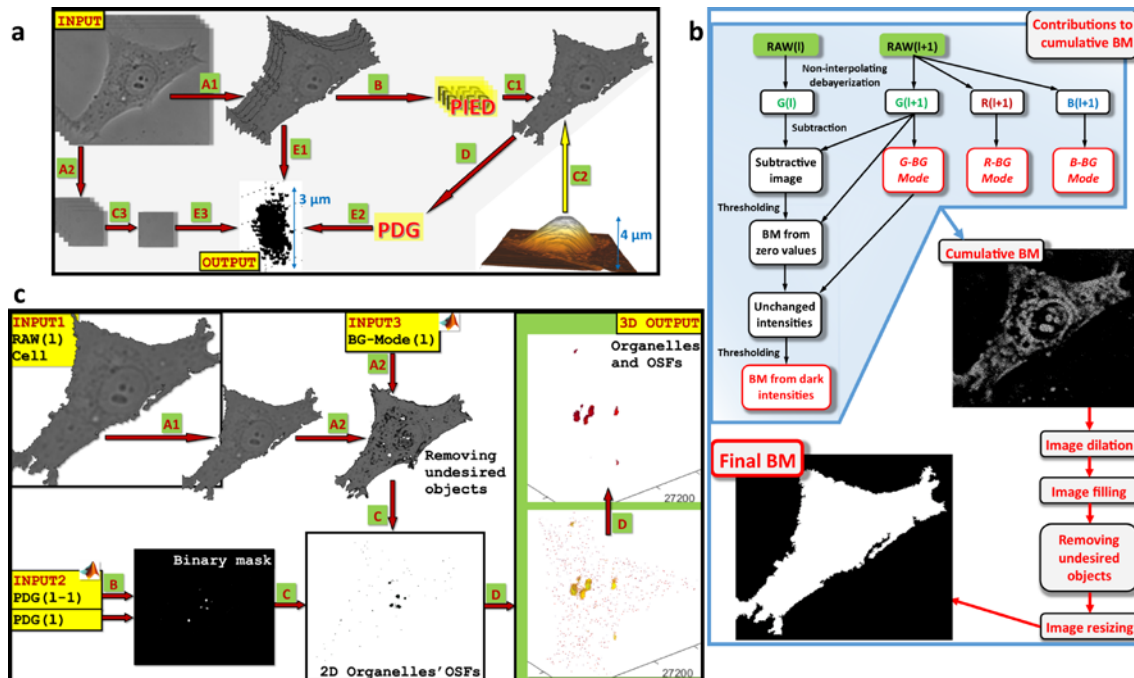 a
INPUT
A1
B
PIED
C1
A2
E1
D
C2
3 µm
C3
E3
E2
PDG
4 µm
OUTPUT
b
Contributions to
cumulative BM
RAW(l)
RAW(l+1)
Non-interpolating
debayerization
G(l)
G(l+1)
R(l+1)
B(l+1)
Subtraction
Subtractive
image
G-BG
Mode
R-BG
Mode
B-BG
Mode
Thresholding
BM from
zero values
Unchanged
intensities
Thresholding
BM from dark
intensities
Cumulative BM
Image dilation
Image filling
Removing
undesired
objects
Image resizing
Final BM
c
INPUT1
RAW(l)
Cell
INPUT3
BG-Mode(l)
A2
A1
A2
Removing
undesired
objects
C
INPUT2
PDG(l-1)
PDG(l)
B
Binary mask
C
2D Organelles'OSFs
D
3D OUTPUT
Organelles
and OSFs
27200
D
27200